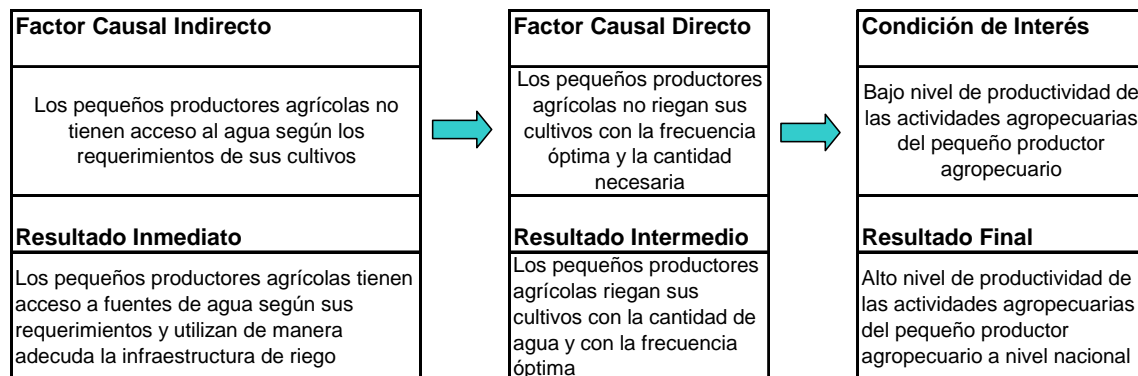 Factor Causal Indirecto
Los pequeños productores agrícolas no
tienen acceso al agua según los
requerimientos de sus cultivos
Resultado Inmediato
Los pequeños productores agrícolas tienen
acceso a fuentes de agua según sus
requerimientos y utilizan de manera
adecuda la infraestructura de riego
Factor Causal Directo
Los pequeños productores
agrícolas no riegan sus
cultivos con la frecuencia
óptima y la cantidad
necesaria
Resultado Intermedio
Los pequeños productores
agrícolas riegan sus
cultivos con la cantidad de
agua y con la frecuencia
óptima
Condición de Interés
Bajo nivel de productividad de
las actividades agropecuarias
del pequeño productor
agropecuario
Resultado Final
Alto nivel de productividad de
las actividades agropecuarias
del pequeño productor
agropecuario a nivel nacional